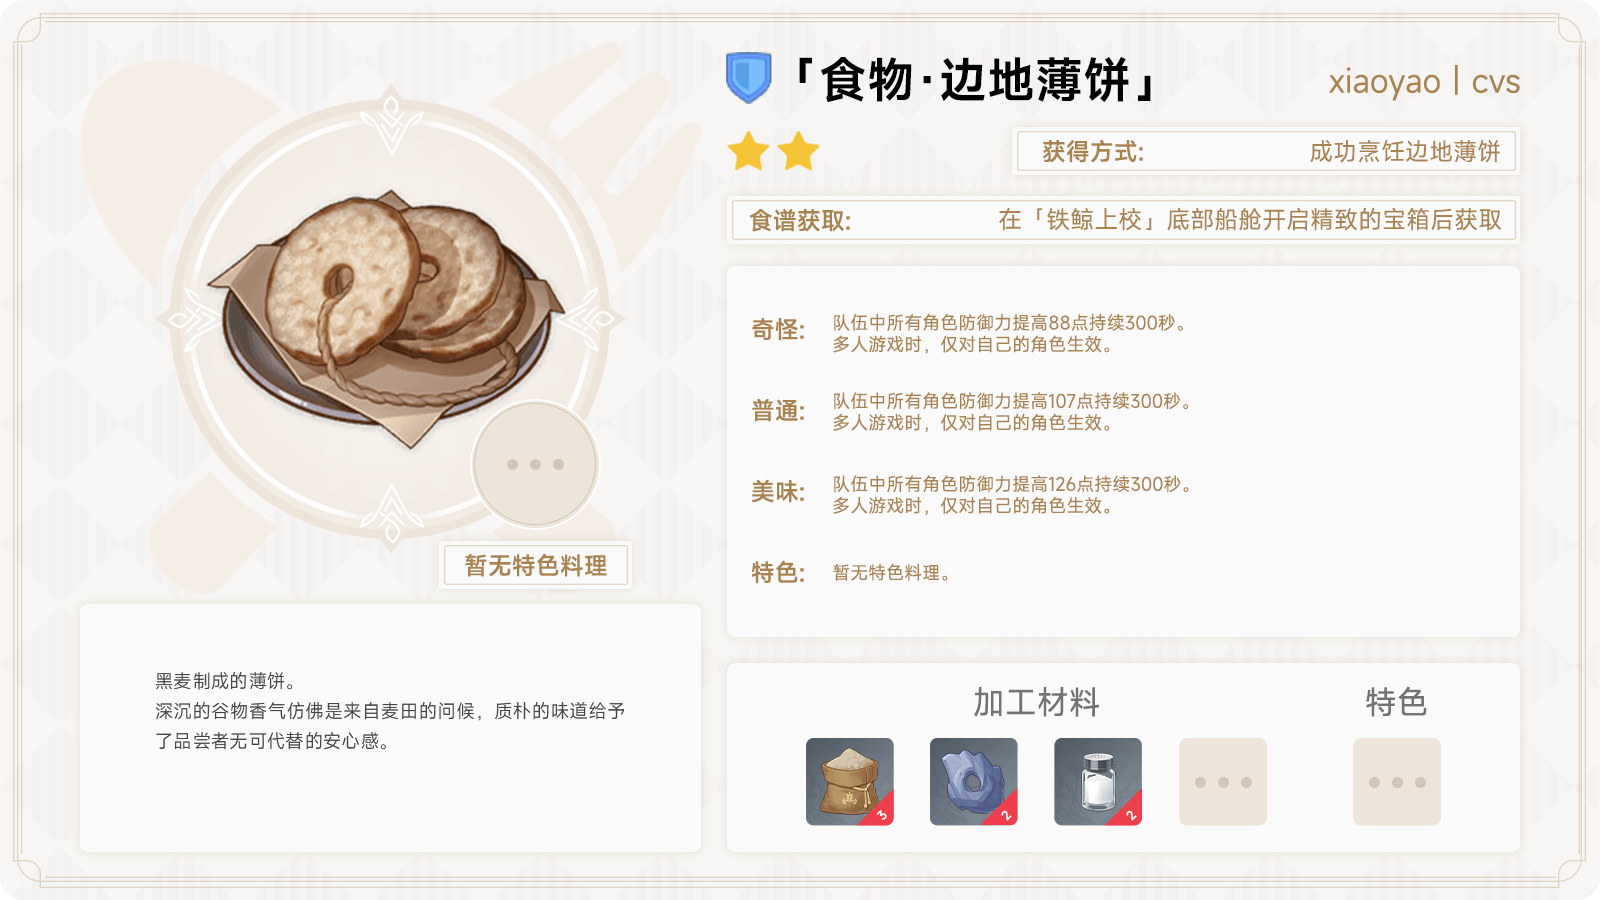 「食物·边地薄饼」
xiaoyao | cvs
获得方式: 成功烹饪边地薄饼
食谱获取: 在「铁鲸上校」底部船舱开启精致的宝箱后获取
奇怪: 队伍中所有角色防御力提高88点持续300秒。
多人游戏时，仅对自己的角色生效。
普通: 队伍中所有角色防御力提高107点持续300秒。
多人游戏时，仅对自己的角色生效。
美味: 队伍中所有角色防御力提高126点持续300秒。
多人游戏时，仅对自己的角色生效。
特色: 暂无特色料理。
暂无特色料理
黑麦制成的薄饼。
深沉的谷物香气仿佛是来自麦田的问候，质朴的味道给予
了品尝者无可代替的安心感。
加工材料 特色
3 2 2